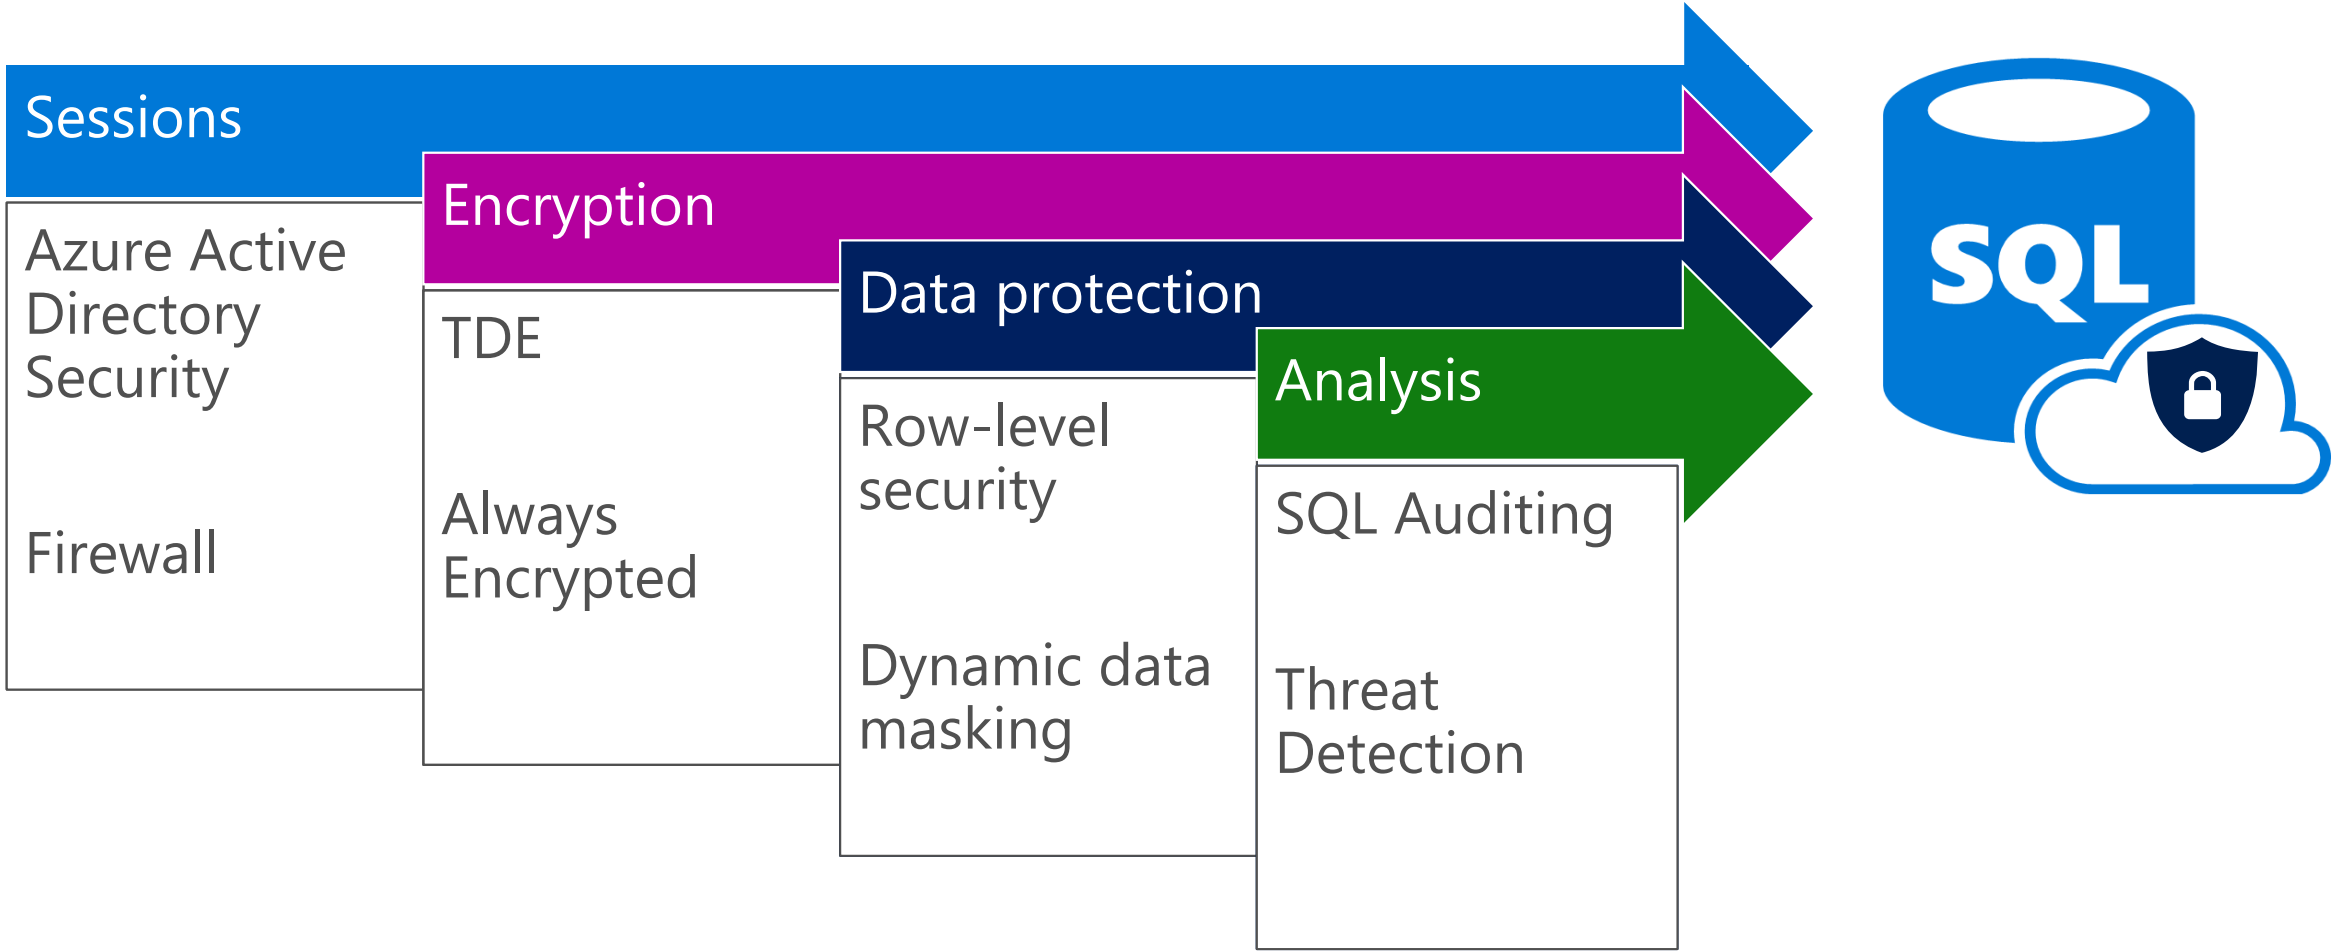 Sessions
Azure Active
Directory
Security
Firewall
Encryption
TDE
Always
Encrypted
Data protection
Row-level
security
Dynamic data
masking
Analysis
SQL Auditing
Threat
Detection
SQL